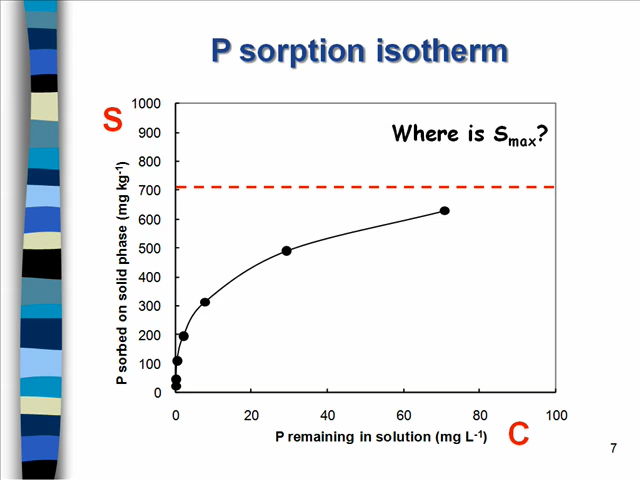 P sorption isotherm
S
Where is Smax?
1000
900
800
700
600
500
400
300
200
100
0
P sorbed on solid phase (mg kg-1)
0 20 40 60 80 100
P remaining in solution (mg L-1)
C
7